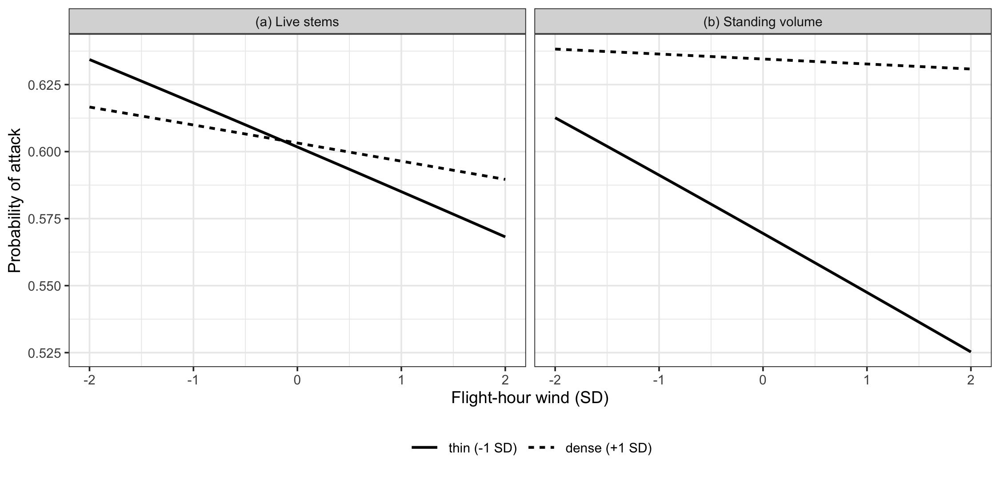 (a) Live stems
(b) Standing volume
Probability of attack
0.625
0.600
0.575
0.550
0.525
-2 -1 0 1 2
-2 -1 0 1 2
Flight-hour wind (SD)
thin (-1 SD) dense (+1 SD)